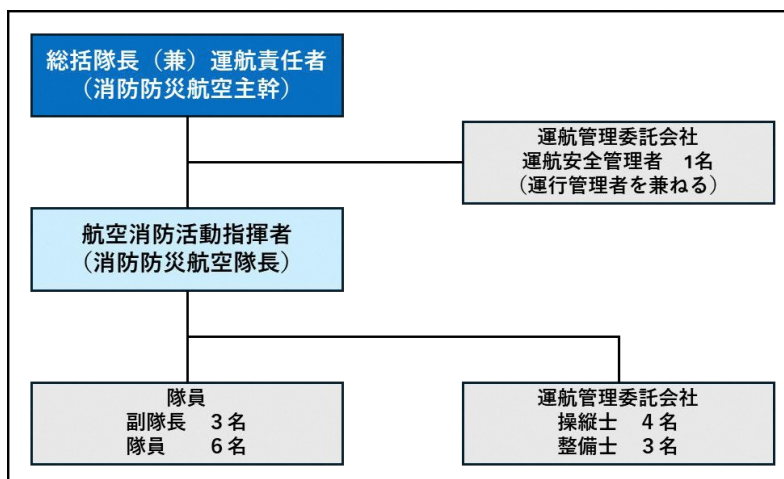 総括隊長（兼）運航責任者
（消防防災航空主幹）
運航管理委託会社
運航安全管理者　1名
（運行管理者を兼ねる）
航空消防活動指揮者
（消防防災航空隊長）
隊員
副隊長　３名
隊員　６名
運航管理委託会社
操縦士　４名
整備士　３名